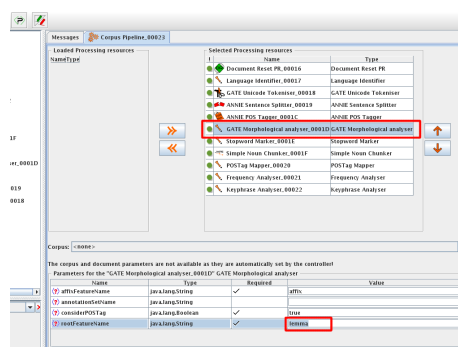 Messages
Corpus Pipeline_00023
Loaded Processing resources
Name Type
Selected Processing resources
! Name Type
Document Reset PR_00016 Document Reset PR
Language Identifier_00017 Language Identifier
GATE Unicode Tokeniser_00018 GATE Unicode Tokeniser
ANNIE Sentence Splitter_00019 ANNIE Sentence Splitter
ANNIE POS Tagger_0001C ANNIE POS Tagger
GATE Morphological analyser_0001D GATE Morphological analyser
Stopword Marker_0001E Stopword Marker
Simple Noun Chunker_0001F Simple Noun Chunker
POSTag Mapper_00020 POSTag Mapper
Frequency Analyser_00021 Frequency Analyser
Keyphrase Analyser_00022 Keyphrase Analyser
1F
ser_0001D
019
0018
Corpus: <none>
The corpus and document parameters are not available as they are automatically set by the controller!
Parameters for the "GATE Morphological analyser_0001D" GATE Morphological analyser
Name Type Required Value
(?) affixFeatureName java.lang.String ✓ affix
(?) annotationSetName java.lang.String
(?) considerPOSTag java.lang.Boolean ✓ true
(?) rootFeatureName java.lang.String ✓ lemma